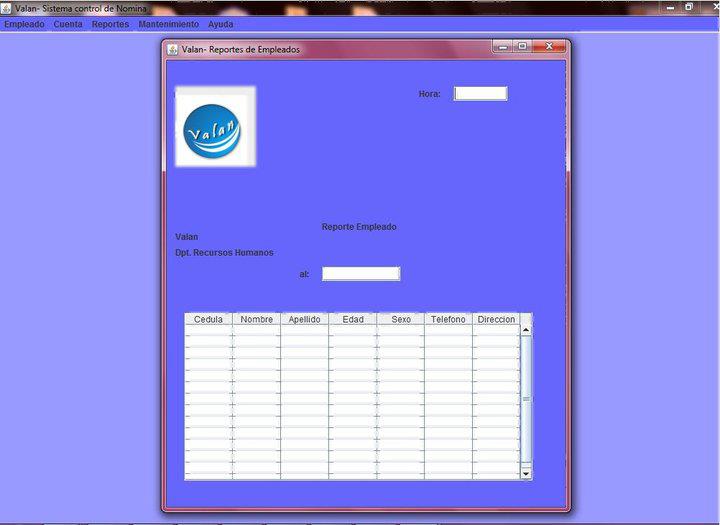 Valan- Sistema control de Nomina
Empleado Cuenta Reportes Mantenimiento Ayuda
Valan- Reportes de Empleados
Hora:
Valan
Reporte Empleado
Valan
Dpt. Recursos Humanos
al:
Cedula Nombre Apellido Edad Sexo Telefono Direccion